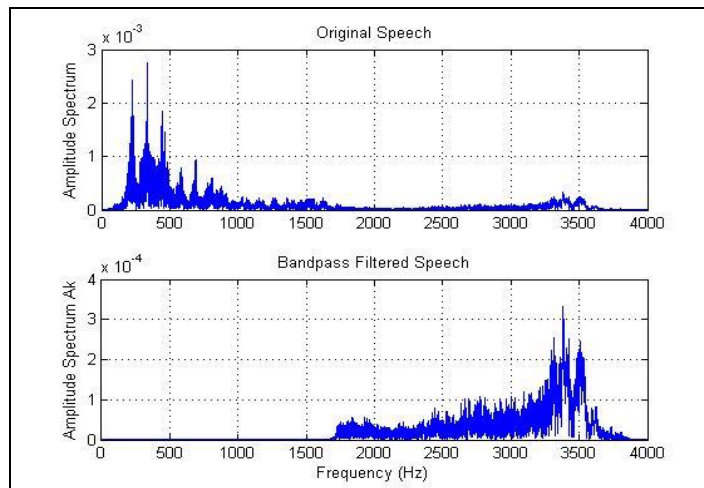 Original Speech
x 10^-3
3
2
1
0
Amplitude Spectrum
0 500 1000 1500 2000 2500 3000 3500 4000
Bandpass Filtered Speech
x 10^-4
4
3
2
1
0
Amplitude Spectrum Ak
0 500 1000 1500 2000 2500 3000 3500 4000
Frequency (Hz)